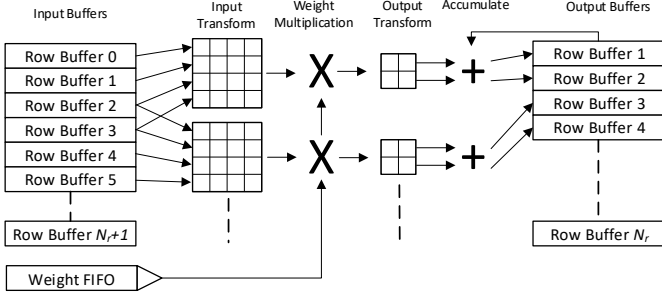 Input Buffers
Input
Transform
Weight
Multiplication
Output
Transform
Accumulate
Output Buffers
Row Buffer 0
Row Buffer 1
Row Buffer 2
Row Buffer 3
Row Buffer 4
Row Buffer 5
Row Buffer Nr+1
Weight FIFO
X
X
+
+
Row Buffer 1
Row Buffer 2
Row Buffer 3
Row Buffer 4
Row Buffer Nr